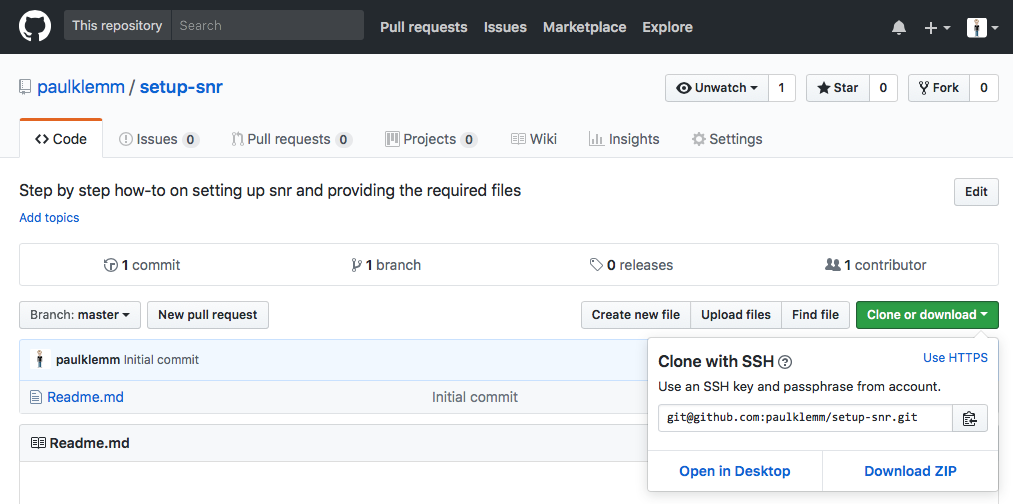 This repository Search Pull requests Issues Marketplace Explore
paulklemm / setup-snr Unwatch 1 Star 0 Fork 0
Code Issues 0 Pull requests 0 Projects 0 Wiki Insights Settings
Step by step how-to on setting up snr and providing the required files Edit
Add topics
1 commit 1 branch 0 releases 1 contributor
Branch: master New pull request Create new file Upload files Find file Clone or download
paulklemm Initial commit
Readme.md Initial commit
Readme.md
Clone with SSH Use HTTPS
Use an SSH key and passphrase from account.
git@github.com:paulklemm/setup-snr.git
Open in Desktop Download ZIP